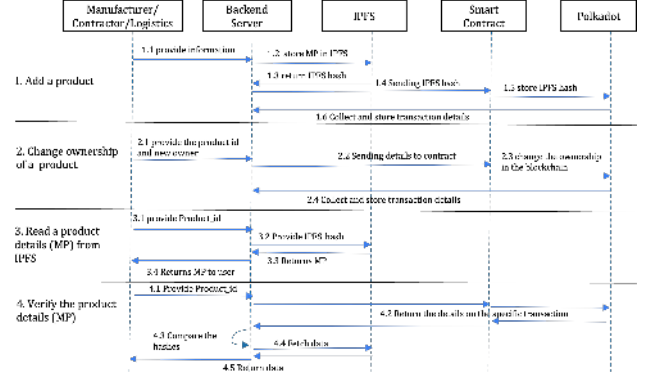 Manufacturer/
Contractor/Logistics
Backend
Server
IPFS
Smart
Contract
Polkadot
1.1 provide information
1.2 store MP in IPFS
1.3 return IPFS hash
1. Add a product
1.4 Sending IPFS hash
1.5 store IPFS hash
1.6 Collect and store transaction details
2.1 provide the product id
and new owner
2. Change ownership
of a product
2.2 Sending details to contract
2.3 change the ownership
in the blockchain
2.4 Collect and store transaction details
3.1 provide Product_id
3. Read a product
details (MP) from
IPFS
3.2 Provide IPFS hash
3.3 Returns MP
3.4 Returns MP to user
4.1 Provide Product_id
4. Verify the product
details (MP)
4.2 Return the details on the specific transaction
4.3 Compare the
hashes
4.4 Fetch data
4.5 Return data